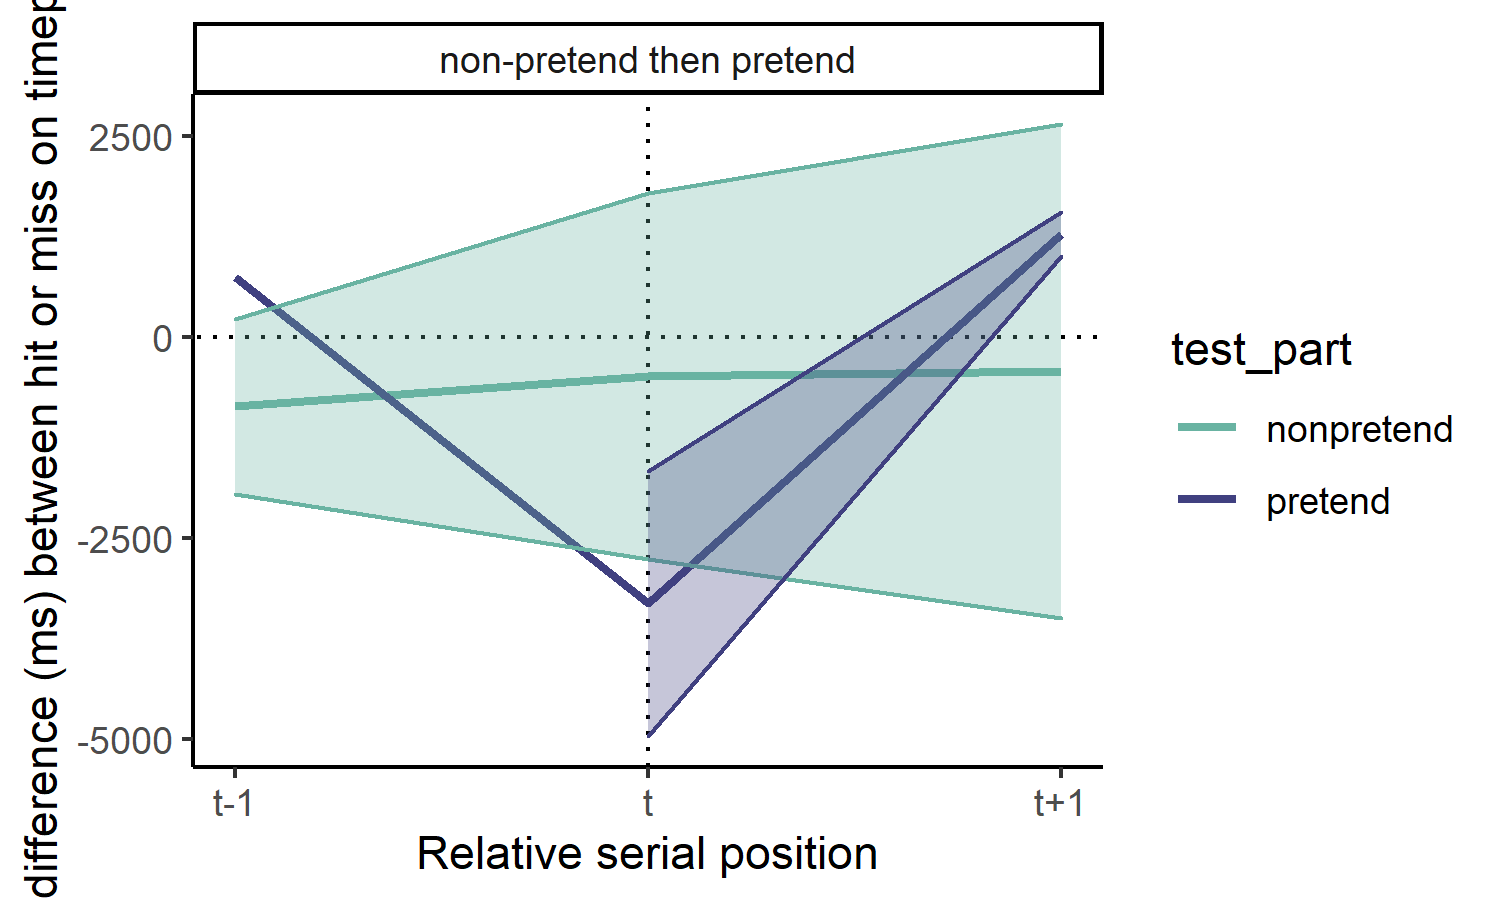 non-pretend then pretend
difference (ms) between hit or miss on
2500
0
-2500
-5000
t-1
t
t+1
Relative serial position
test_part
nonpretend
pretend